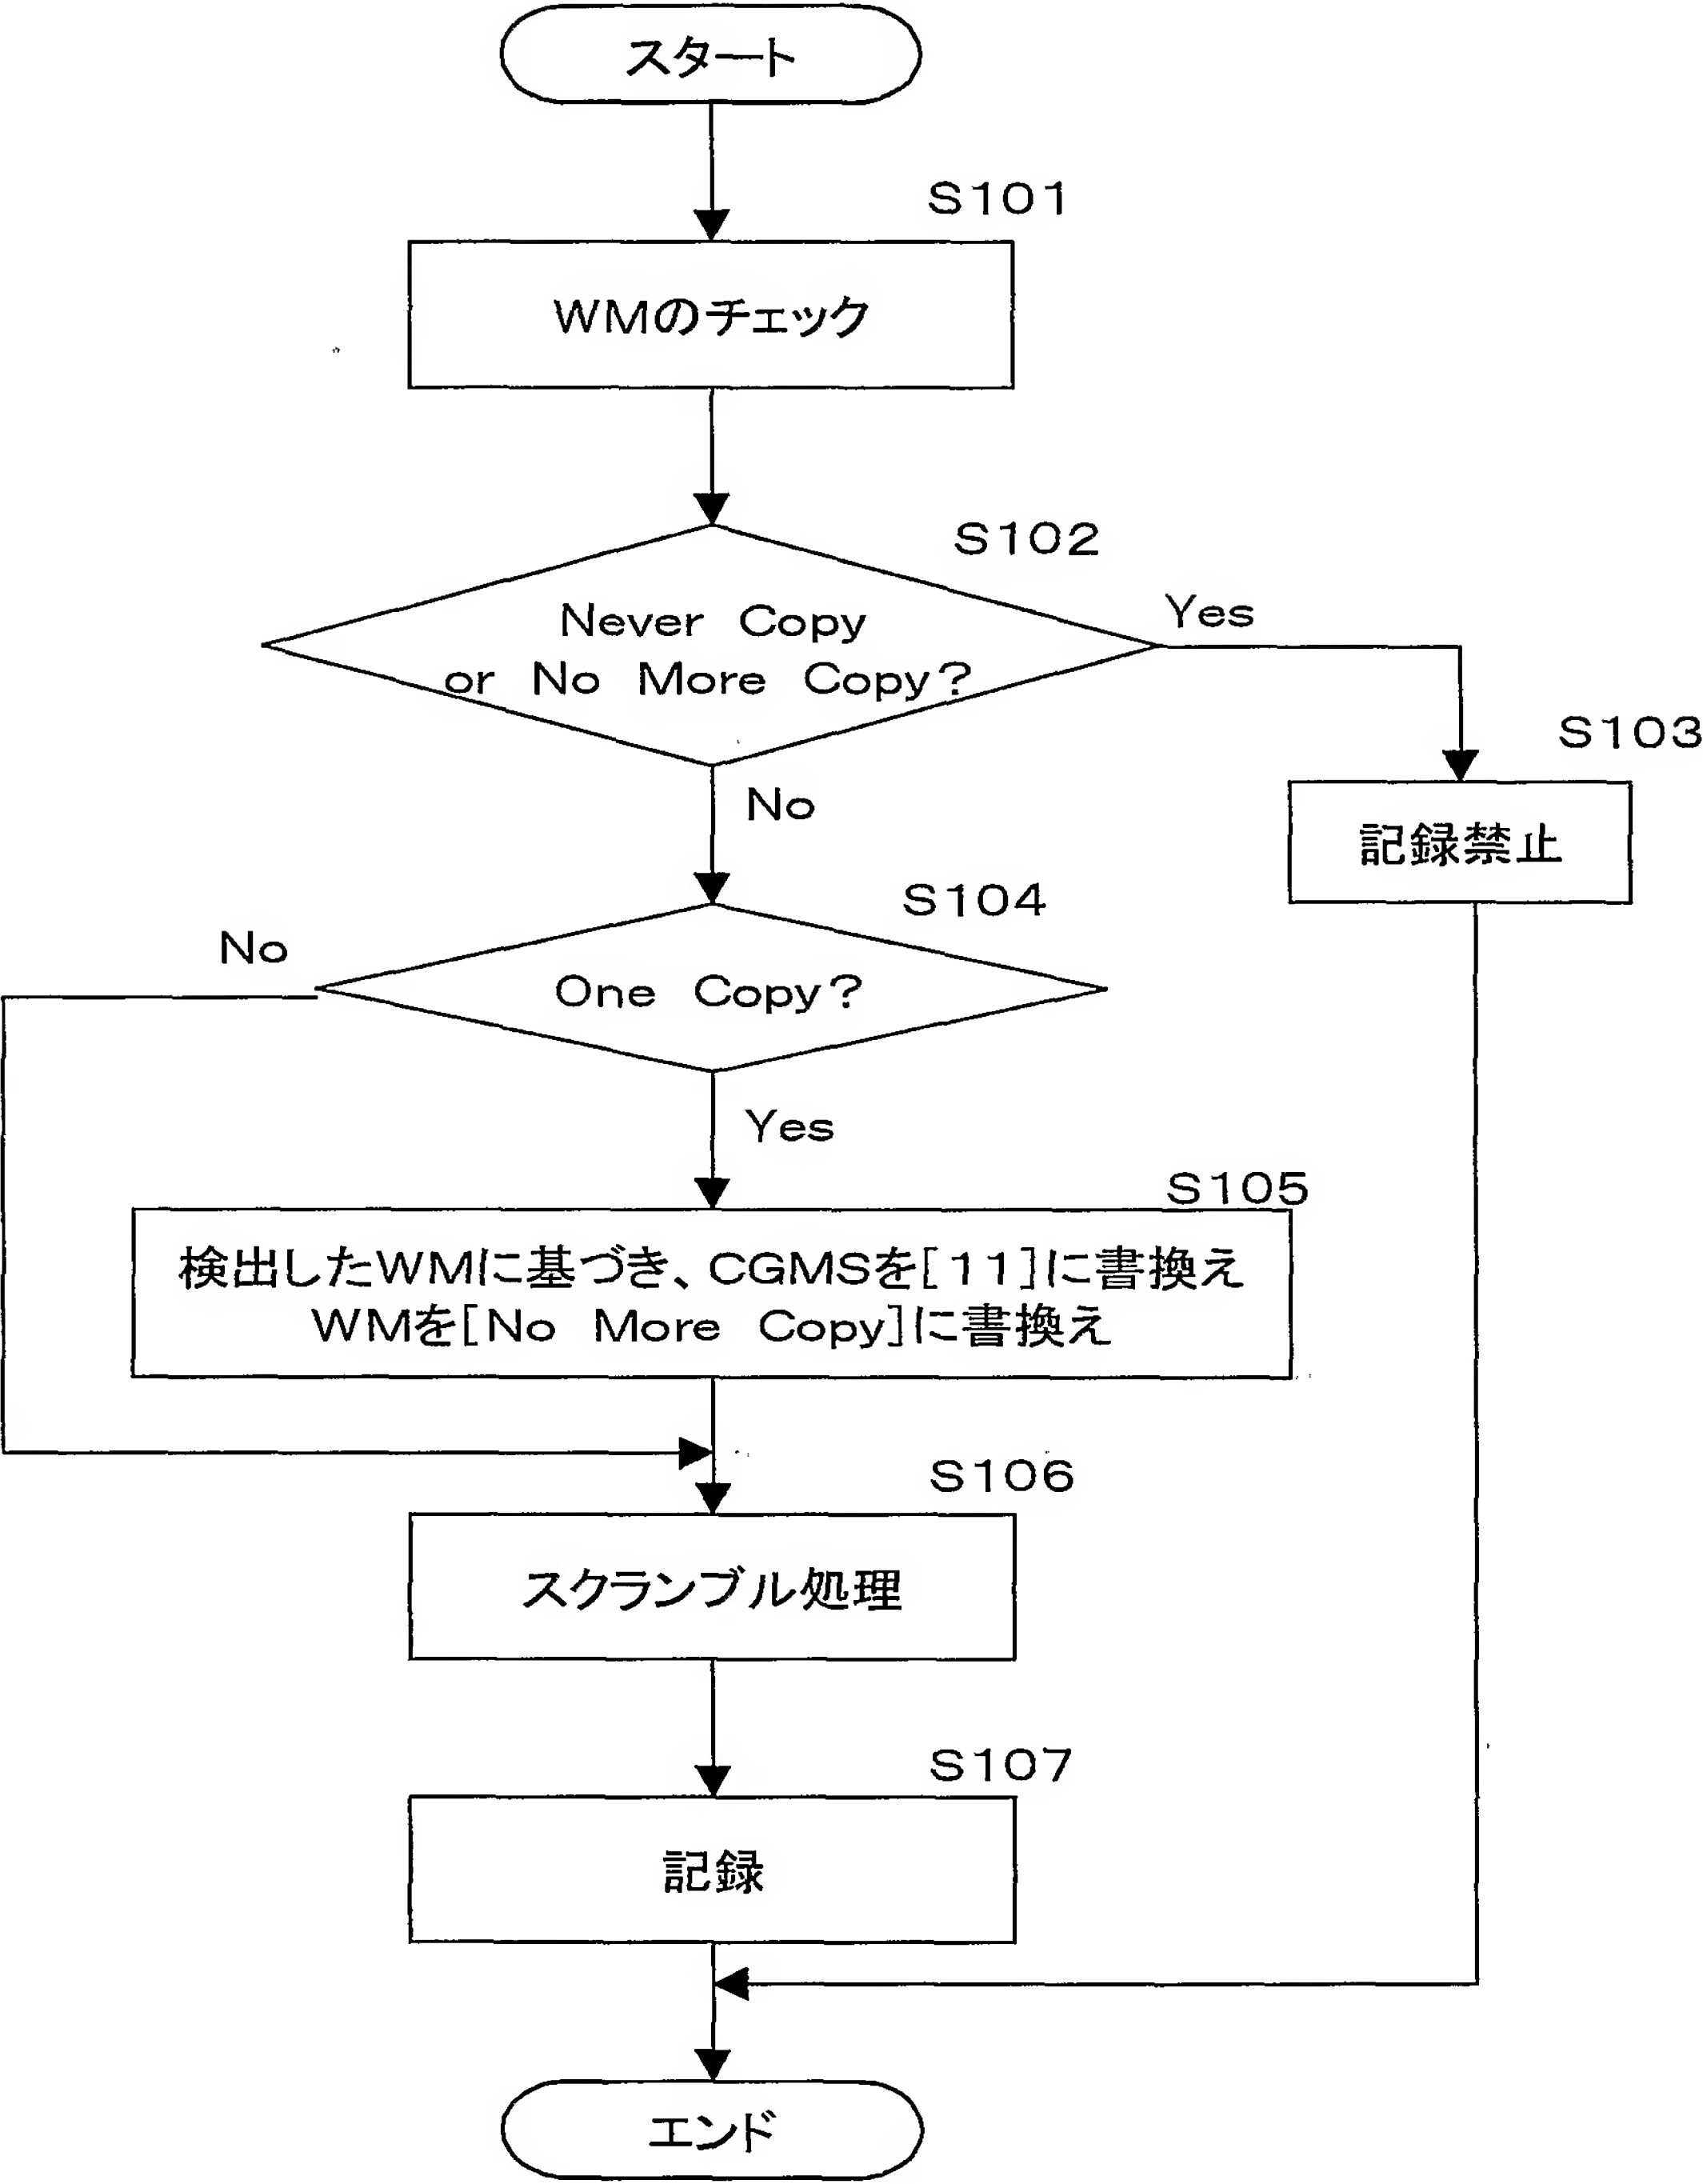 スタート
S101
WMのチェック
S102
Never Copy
or No More Copy?
Yes
No
S103
記録禁止
S104
No
One Copy?
Yes
S105
検出したWMに基づき、CGMSを[11]に書換え
WMを[No More Copy]に書換え
S106
スクランブル処理
S107
記録
エンド